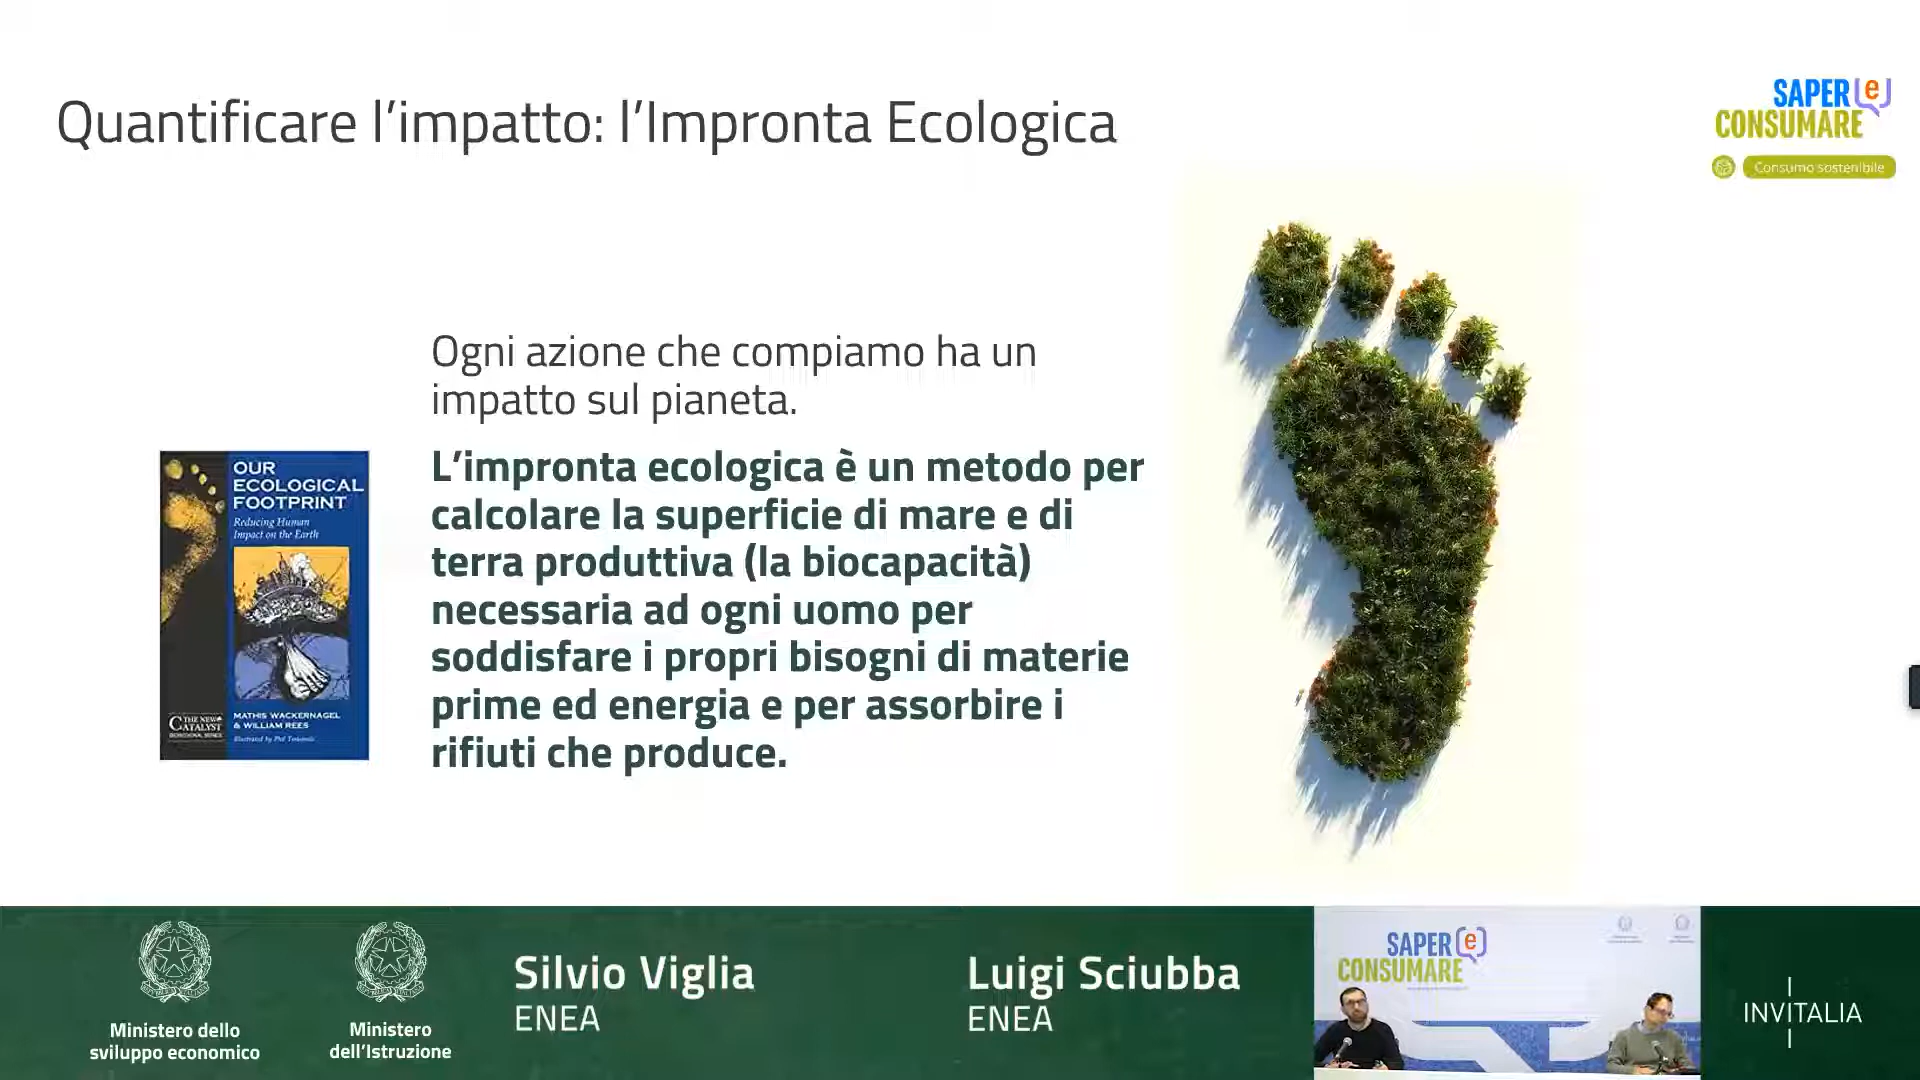 Quantificare l’impatto: l’Impronta Ecologica
SAPER e
CONSUMARE
Consumo sostenibile
Ogni azione che compiamo ha un
impatto sul pianeta.
L’impronta ecologica è un metodo per
calcolare la superficie di mare e di
terra produttiva (la biocapacità)
necessaria ad ogni uomo per
soddisfare i propri bisogni di materie
prime ed energia e per assorbire i
rifiuti che produce.
OUR
ECOLOGICAL
FOOTPRINT
Reducing Human
Impact on the Earth
THE NEW
CATALYST
MATHIS WACKERNAGEL
& WILLIAM REES
Illustrated by Phil
Ministero dello
sviluppo economico
Ministero
dell’Istruzione
Silvio Viglia
ENEA
Luigi Sciubba
ENEA
SAPER e
CONSUMARE
INVITALIA